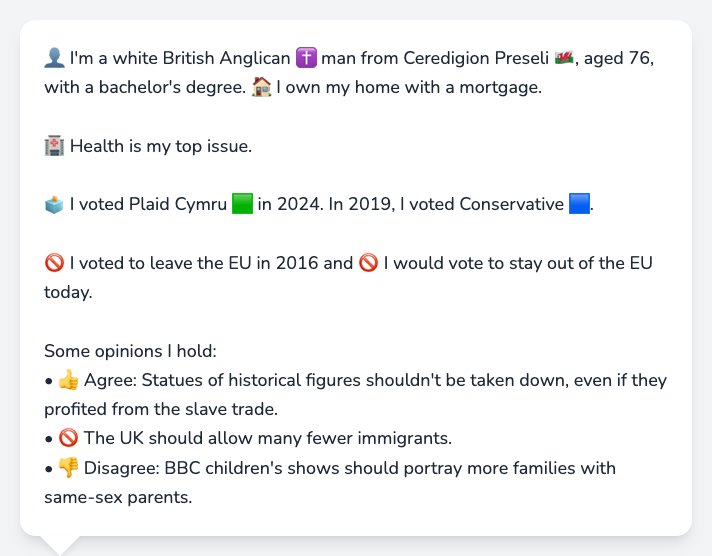 👤 I'm a white British Anglican ✝️ man from Ceredigion Preseli 🏴󠁧󠁢󠁷󠁬󠁳󠁿, aged 76,
with a bachelor's degree. 🏠 I own my home with a mortgage.
🏥 Health is my top issue.
🗳️ I voted Plaid Cymru 🟩 in 2024. In 2019, I voted Conservative 🟦.
🚫 I voted to leave the EU in 2016 and 🚫 I would vote to stay out of the EU
today.
Some opinions I hold:
• 👍 Agree: Statues of historical figures shouldn't be taken down, even if they
profited from the slave trade.
• 🚫 The UK should allow many fewer immigrants.
• 👎 Disagree: BBC children's shows should portray more families with
same-sex parents.